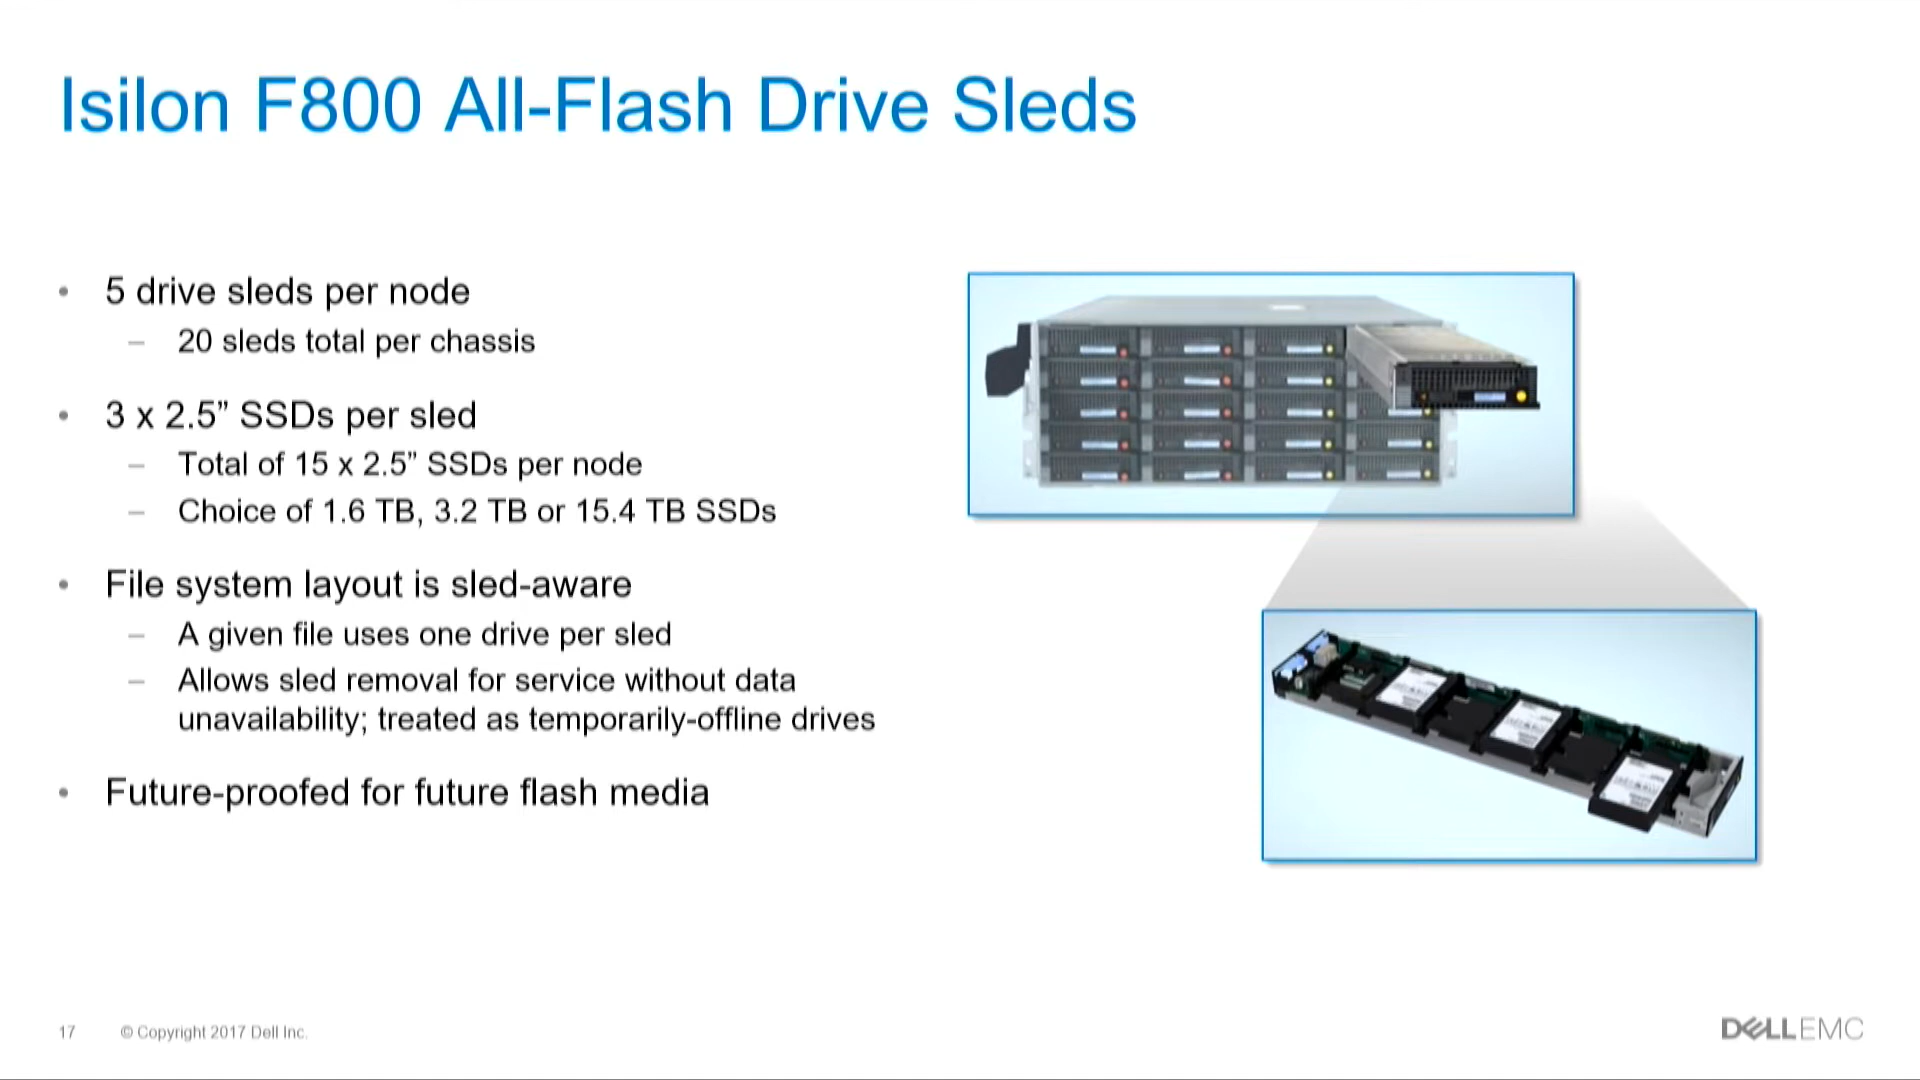 Isilon F800 All-Flash Drive Sleds
• 5 drive sleds per node
– 20 sleds total per chassis
• 3 x 2.5” SSDs per sled
– Total of 15 x 2.5” SSDs per node
– Choice of 1.6 TB, 3.2 TB or 15.4 TB SSDs
• File system layout is sled-aware
– A given file uses one drive per sled
– Allows sled removal for service without data
unavailability; treated as temporarily-offline drives
• Future-proofed for future flash media
17 © Copyright 2017 Dell Inc.
DELLEMC